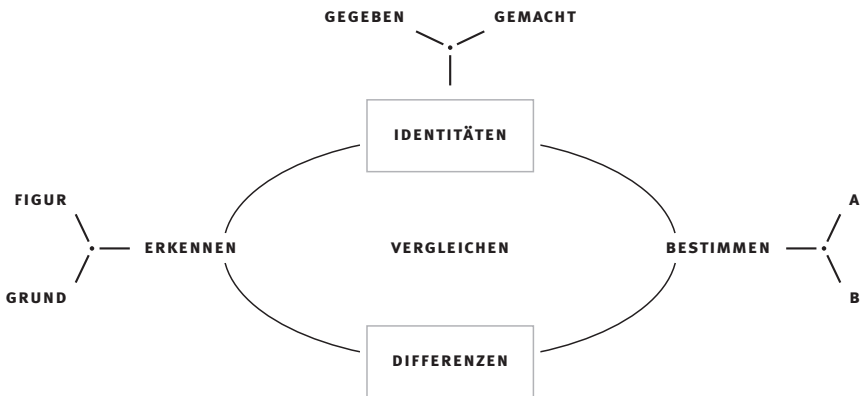 GEGEBEN GEMACHT
IDENTITÄTEN
FIGUR A
ERKENNEN VERGLEICHEN BESTIMMEN
GRUND B
DIFFERENZEN